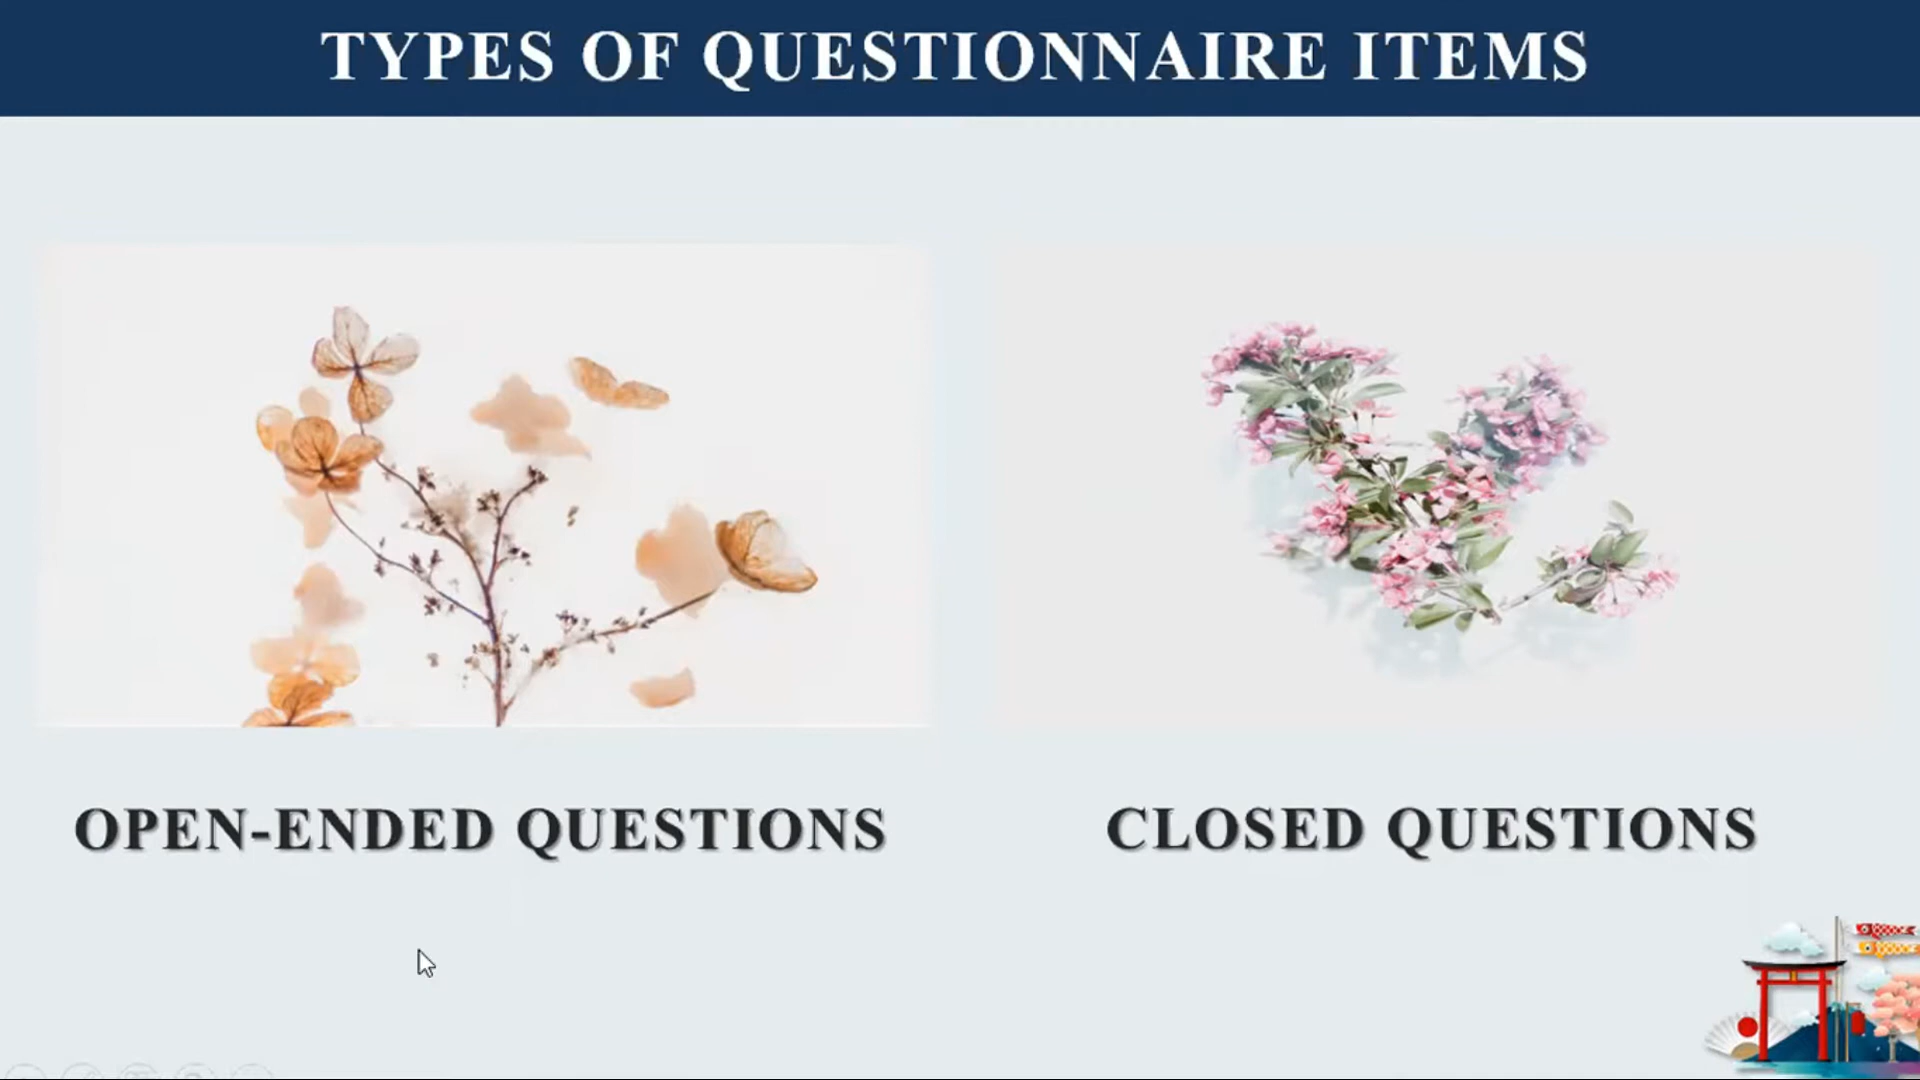 TYPES OF QUESTIONNAIRE ITEMS
OPEN-ENDED QUESTIONS
CLOSED QUESTIONS